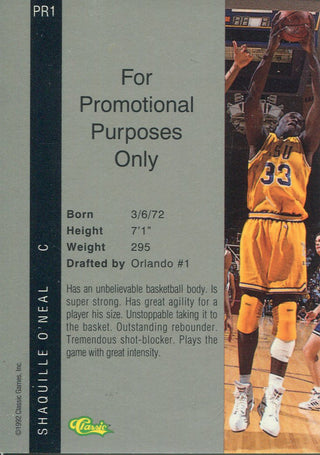 PR1
For
Promotional
Purposes
Only
Born 3/6/72
Height 7'1"
Weight 295
Drafted by Orlando #1
Has an unbelievable basketball body. Is
super strong. Has great agility for a
player his size. Unstoppable taking it to
the basket. Outstanding rebounder.
Tremendous shot-blocker. Plays the
game with great intensity.
SHAQUILLE O'NEAL C
©1992 Classic Games, Inc
Classic
LSU
33